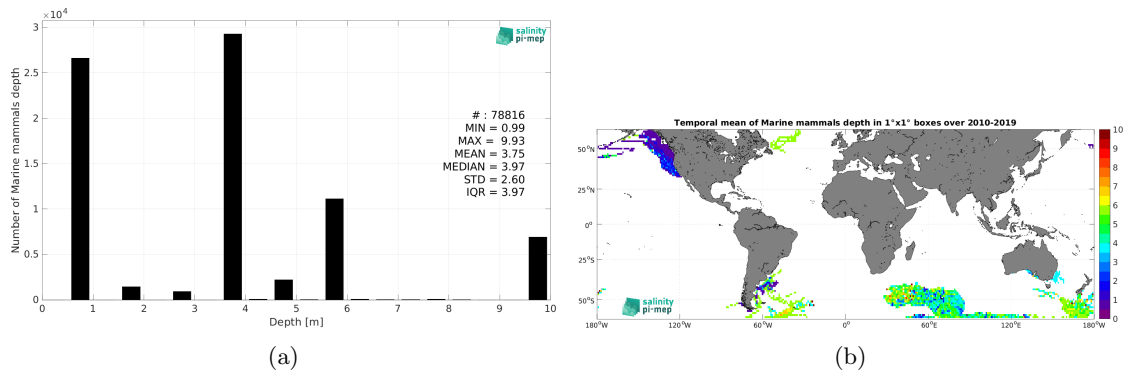 ×10⁴
3
2.5
2
1.5
1
0.5
0
Number of Marine mammals depth
salinity
pi-mep
# : 78816
MIN = 0.99
MAX = 9.93
MEAN = 3.75
MEDIAN = 3.97
STD = 2.60
IQR = 3.97
0 1 2 3 4 5 6 7 8 9 10
Depth [m]
(a)
Temporal mean of Marine mammals depth in 1°x1° boxes over 2010-2019
50°N
25°N
0°
25°S
50°S
salinity
pi-mep
180°W 120°W 60°W 0° 60°E 120°E 180°W
10
9
8
7
6
5
4
3
2
1
0
(b)